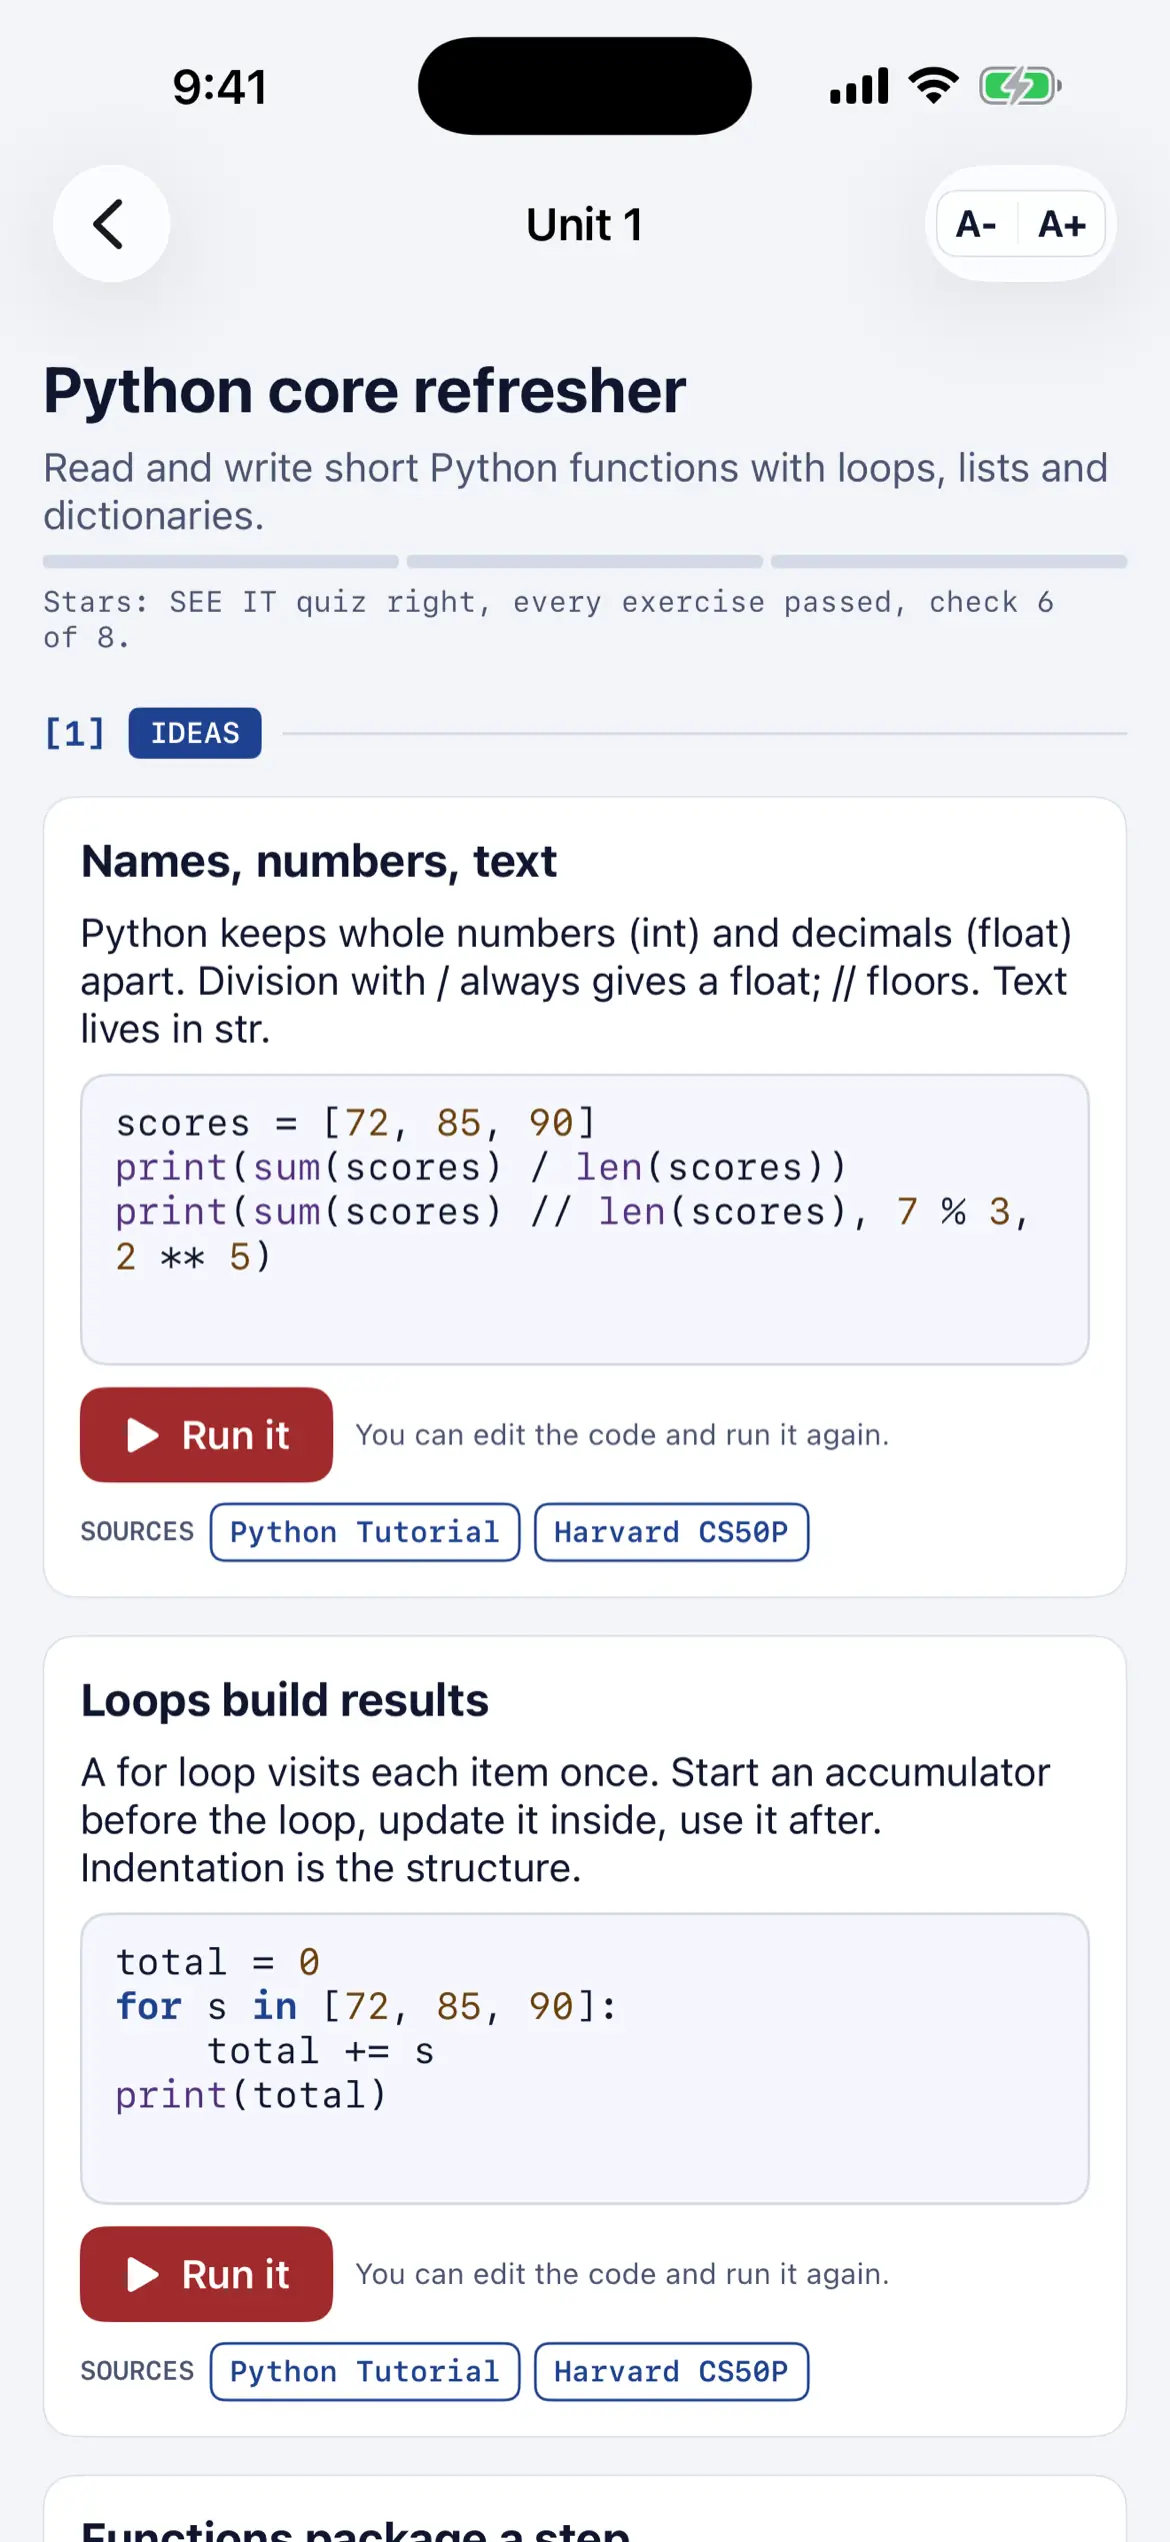 9:41
Unit 1
A- A+
Python core refresher
Read and write short Python functions with loops, lists and
dictionaries.
Stars: SEE IT quiz right, every exercise passed, check 6
of 8.
[1] IDEAS
Names, numbers, text
Python keeps whole numbers (int) and decimals (float)
apart. Division with / always gives a float; // floors. Text
lives in str.
scores = [72, 85, 90]
print(sum(scores) / len(scores))
print(sum(scores) // len(scores), 7 % 3,
2 ** 5)
Run it You can edit the code and run it again.
SOURCES Python Tutorial Harvard CS50P
Loops build results
A for loop visits each item once. Start an accumulator
before the loop, update it inside, use it after.
Indentation is the structure.
total = 0
for s in [72, 85, 90]:
    total += s
print(total)
Run it You can edit the code and run it again.
SOURCES Python Tutorial Harvard CS50P
Functions package a step